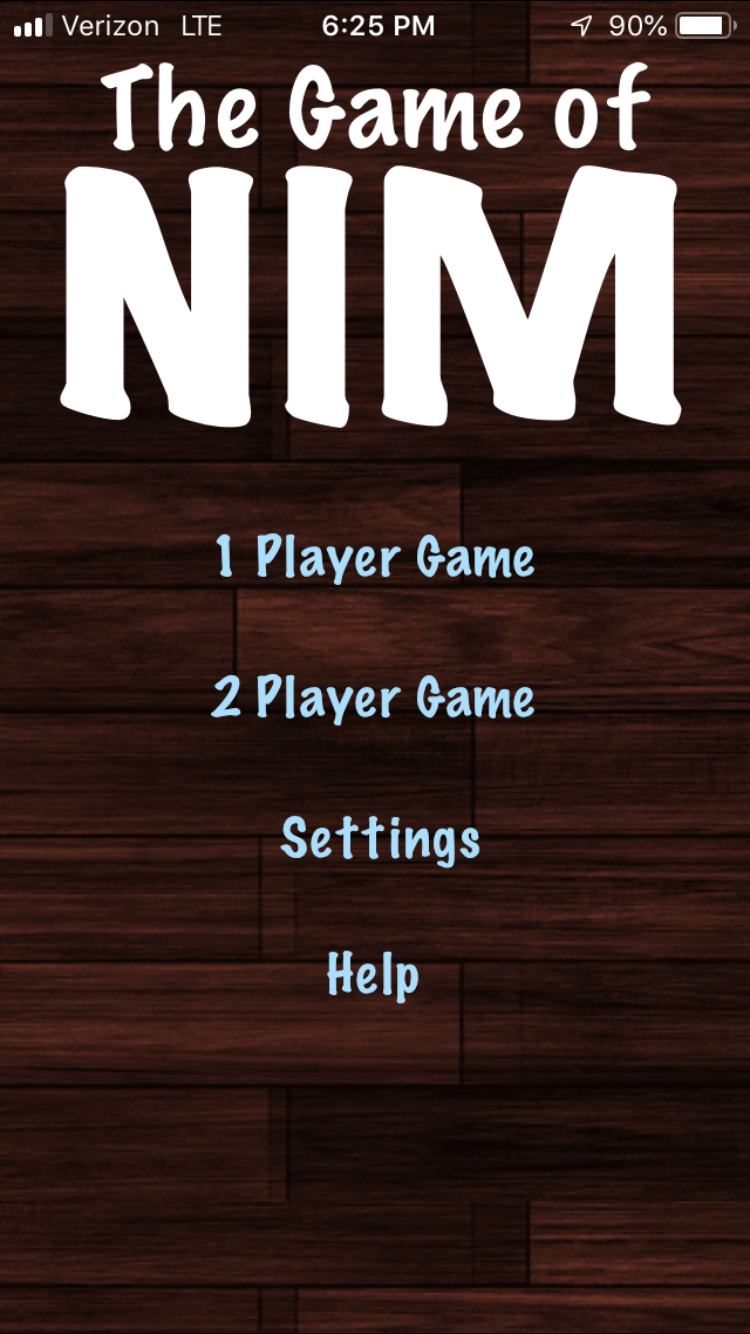 Verizon LTE 6:25 PM 90%
The Game of
NIM
1 Player Game
2 Player Game
Settings
Help